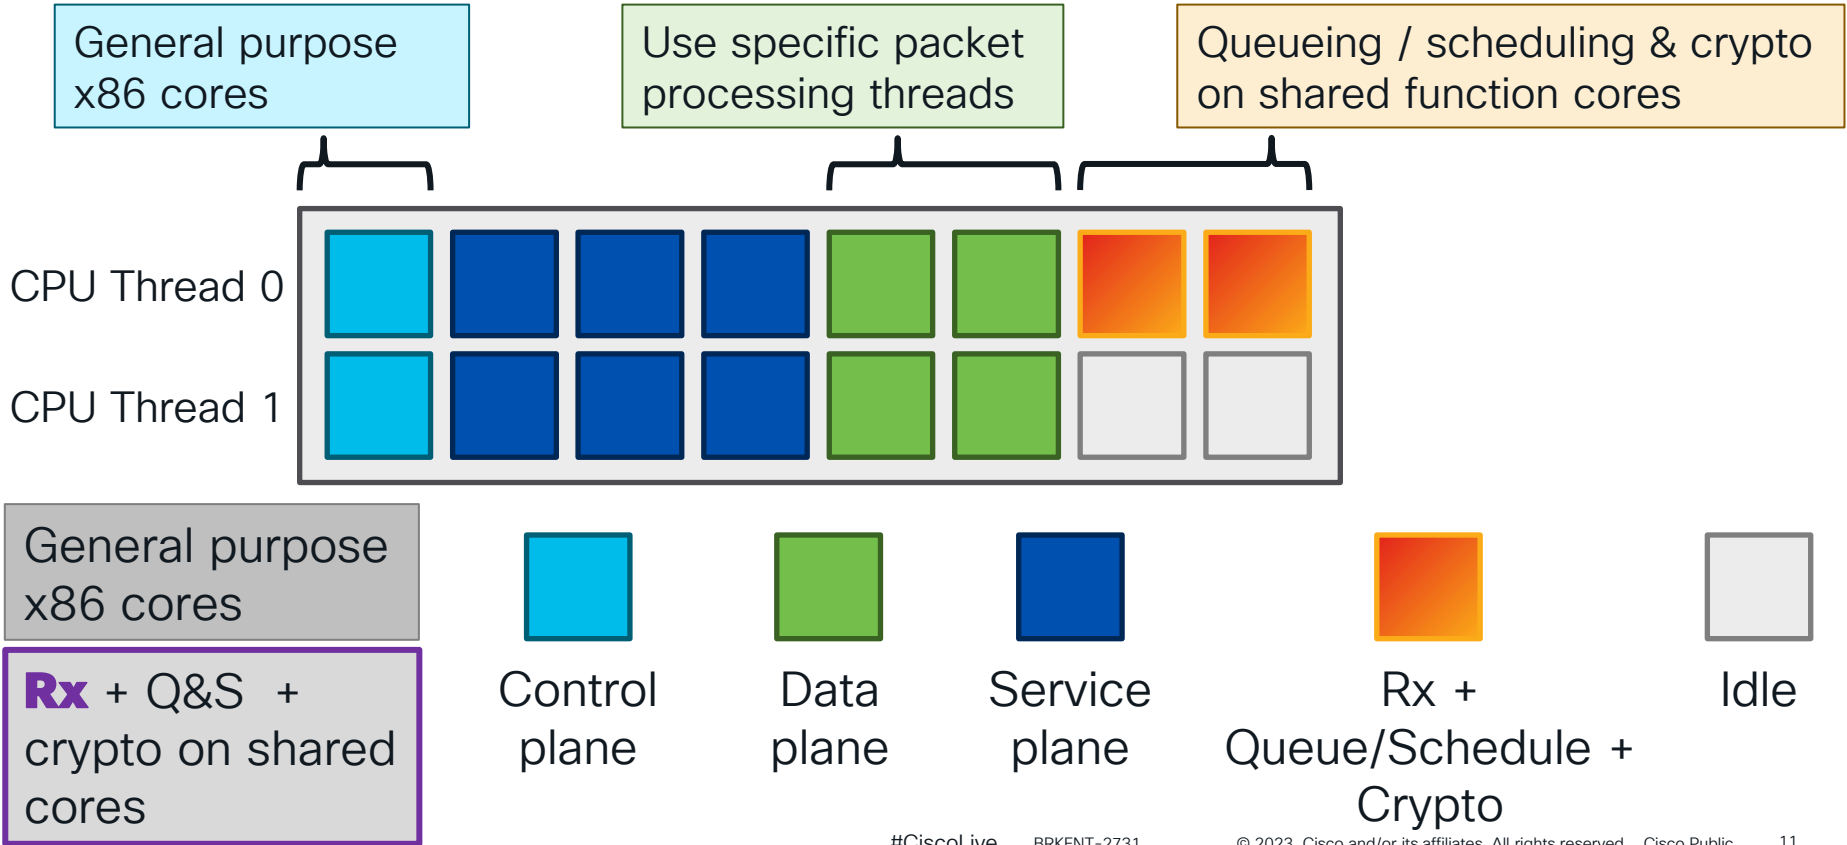 General purpose
x86 cores
Use specific packet
processing threads
Queueing / scheduling & crypto
on shared function cores
CPU Thread 0
CPU Thread 1
General purpose
x86 cores
Rx + Q&S +
crypto on shared
cores
Control
plane
Data
plane
Service
plane
Rx +
Queue/Schedule +
Crypto
Idle
#CiscoLive BRKENT-2731 © 2023 Cisco and/or its affiliates. All rights reserved. Cisco Public 11